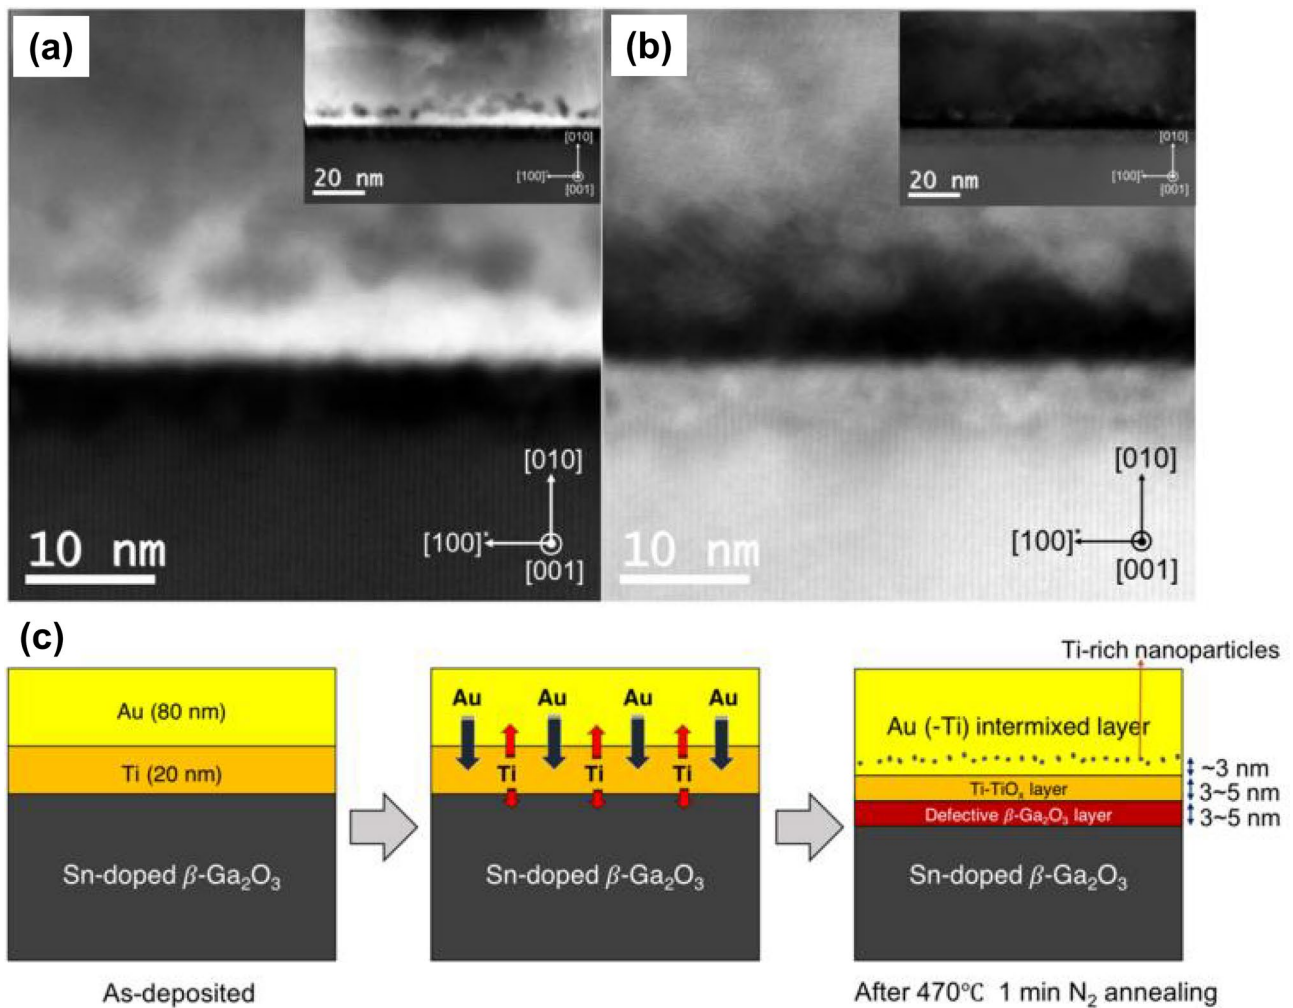 (a)
[010]
[100]*
[001]
20 nm
[010]
[100]*
[001]
10 nm
(b)
[010]
[100]*
[001]
20 nm
[010]
[100]*
[001]
10 nm
(c)
Ti-rich nanoparticles
Au (80 nm)
Ti (20 nm)
Sn-doped β-Ga₂O₃
As-deposited
Au Au Au Au
Ti Ti Ti
Sn-doped β-Ga₂O₃
Au (-Ti) intermixed layer
~3 nm
Ti-TiOₓ layer
3~5 nm
Defective β-Ga₂O₃ layer
3~5 nm
Sn-doped β-Ga₂O₃
After 470℃ 1 min N₂ annealing